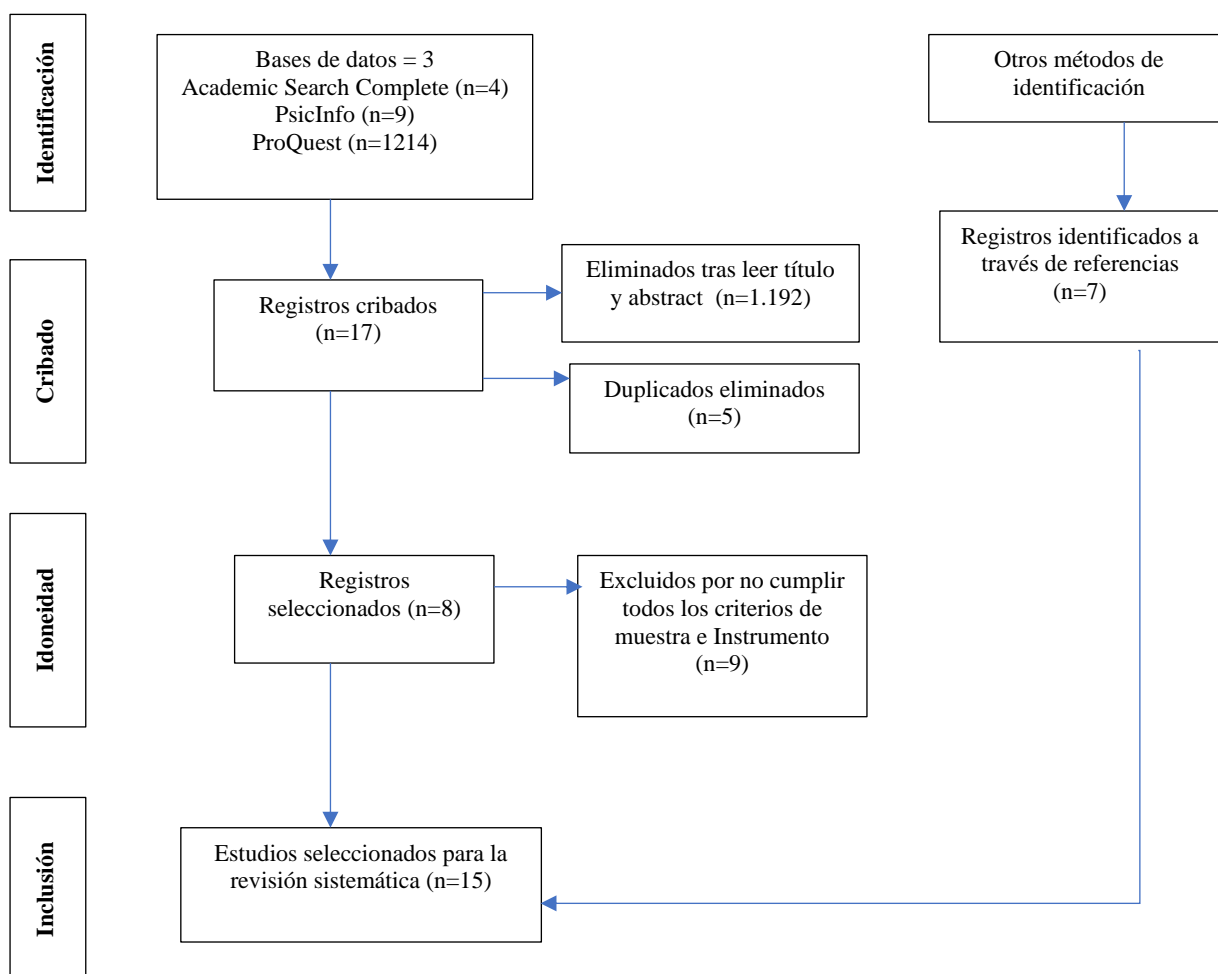 Identificación
Bases de datos = 3
Academic Search Complete (n=4)
PsicInfo (n=9)
ProQuest (n=1214)
Otros métodos de
identificación
Registros identificados a
través de referencias
(n=7)
Cribado
Registros cribados
(n=17)
Eliminados tras leer título
y abstract (n=1.192)
Duplicados eliminados
(n=5)
Idoneidad
Registros
seleccionados (n=8)
Excluidos por no cumplir
todos los criterios de
muestra e Instrumento
(n=9)
Inclusión
Estudios seleccionados para la
revisión sistemática (n=15)